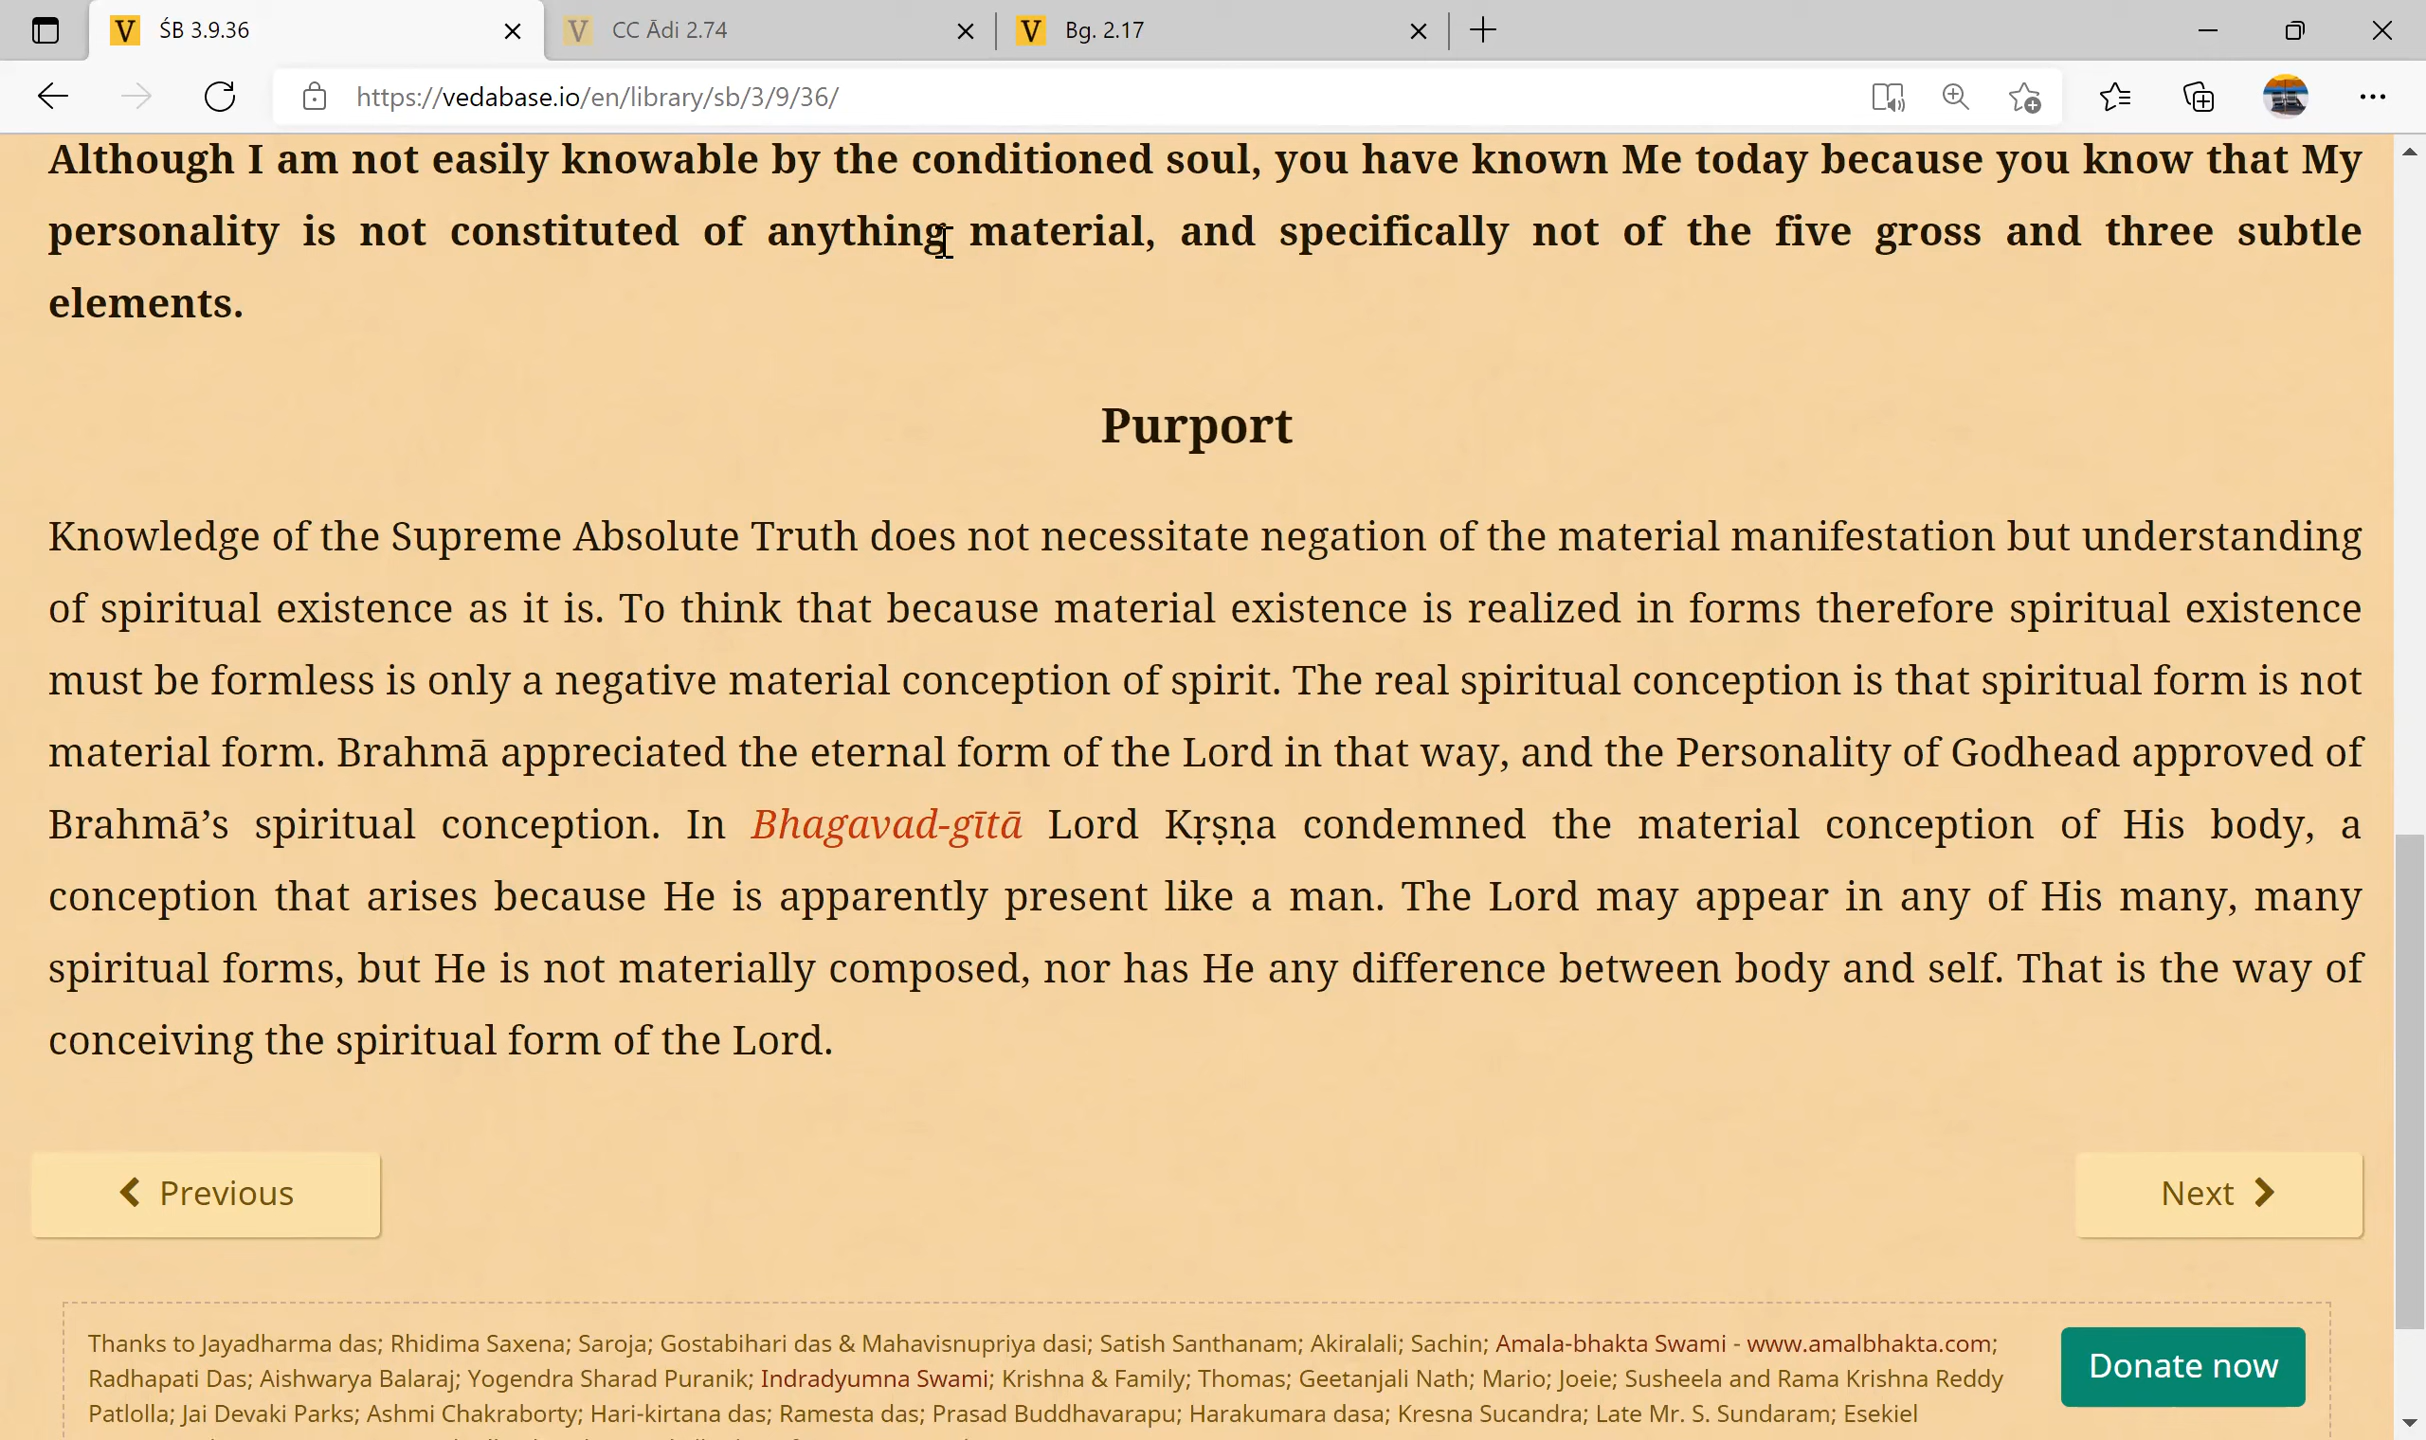 ŚB 3.9.36
CC Ādi 2.74
Bg. 2.17
https://vedabase.io/en/library/sb/3/9/36/
Although I am not easily knowable by the conditioned soul, you have known Me today because you know that My
personality is not constituted of anything material, and specifically not of the five gross and three subtle
elements.
Purport
Knowledge of the Supreme Absolute Truth does not necessitate negation of the material manifestation but understanding
of spiritual existence as it is. To think that because material existence is realized in forms therefore spiritual existence
must be formless is only a negative material conception of spirit. The real spiritual conception is that spiritual form is not
material form. Brahmā appreciated the eternal form of the Lord in that way, and the Personality of Godhead approved of
Brahmā’s spiritual conception. In Bhagavad-gītā Lord Kṛṣṇa condemned the material conception of His body, a
conception that arises because He is apparently present like a man. The Lord may appear in any of His many, many
spiritual forms, but He is not materially composed, nor has He any difference between body and self. That is the way of
conceiving the spiritual form of the Lord.
Previous
Next
Thanks to Jayadharma das; Rhidima Saxena; Saroja; Gostabihari das & Mahavisnupriya dasi; Satish Santhanam; Akiralali; Sachin; Amala-bhakta Swami - www.amalbhakta.com;
Radhapati Das; Aishwarya Balaraj; Yogendra Sharad Puranik; Indradyumna Swami; Krishna & Family; Thomas; Geetanjali Nath; Mario; Joeie; Susheela and Rama Krishna Reddy
Patlolla; Jai Devaki Parks; Ashmi Chakraborty; Hari-kirtana das; Ramesta das; Prasad Buddhavarapu; Harakumara dasa; Kresna Sucandra; Late Mr. S. Sundaram; Esekiel
Donate now